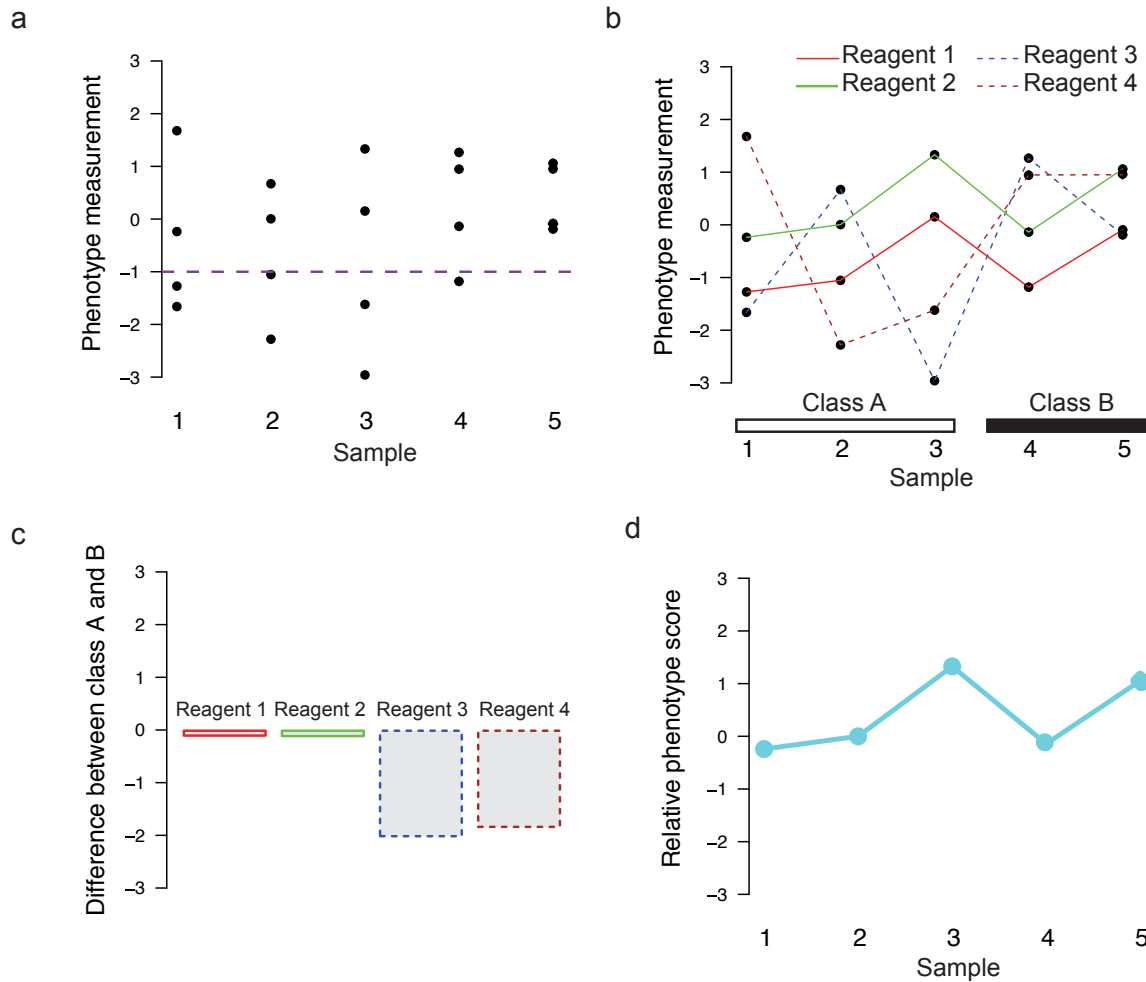 a
Phenotype measurement
3
2
1
0
−1
−2
−3
1 2 3 4 5
Sample
b
Reagent 1 Reagent 3
Reagent 2 Reagent 4
Phenotype measurement
3
2
1
0
−1
−2
−3
Class A Class B
1 2 3 4 5
Sample
c
Difference between class A and B
3
2
1
0
−1
−2
−3
Reagent 1 Reagent 2 Reagent 3 Reagent 4
d
Relative phenotype score
3
2
1
0
−1
−2
−3
1 2 3 4 5
Sample